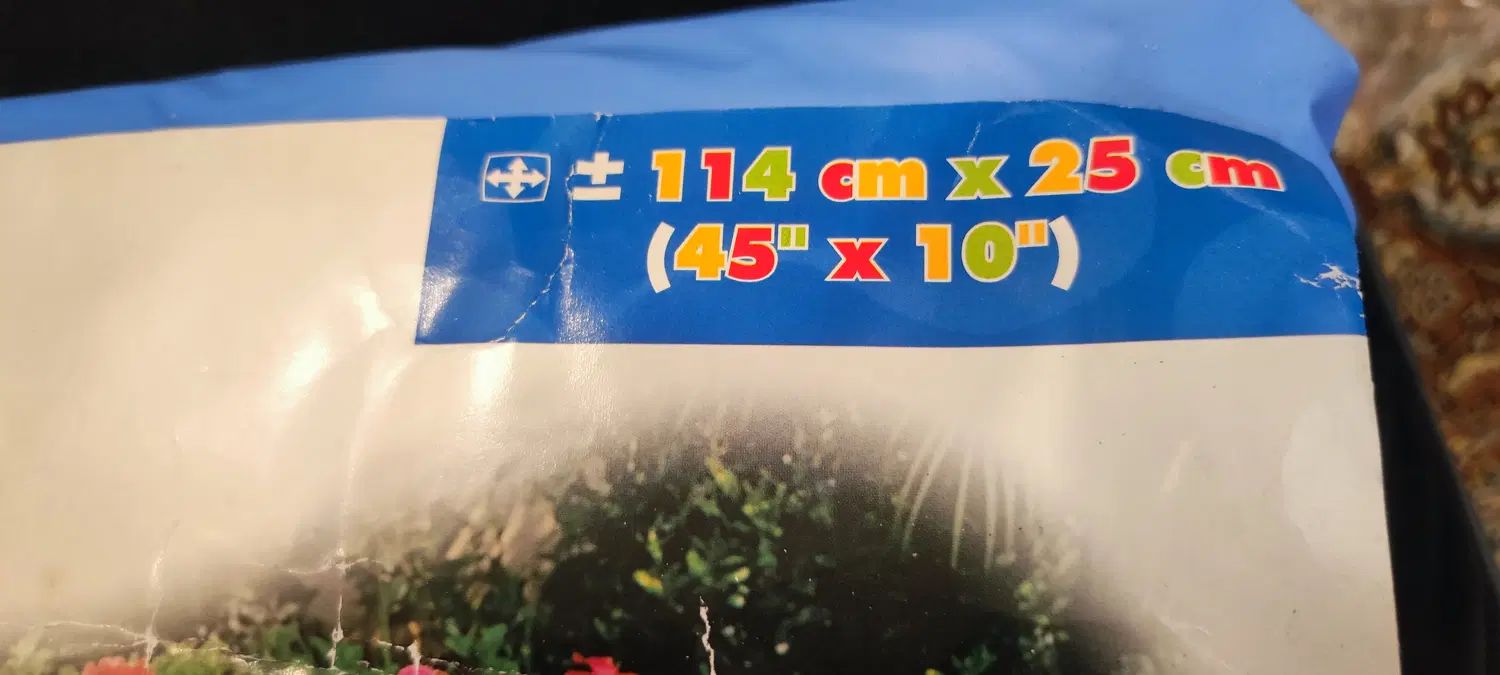 ± 114 cm x 25 cm
(45" x 10")